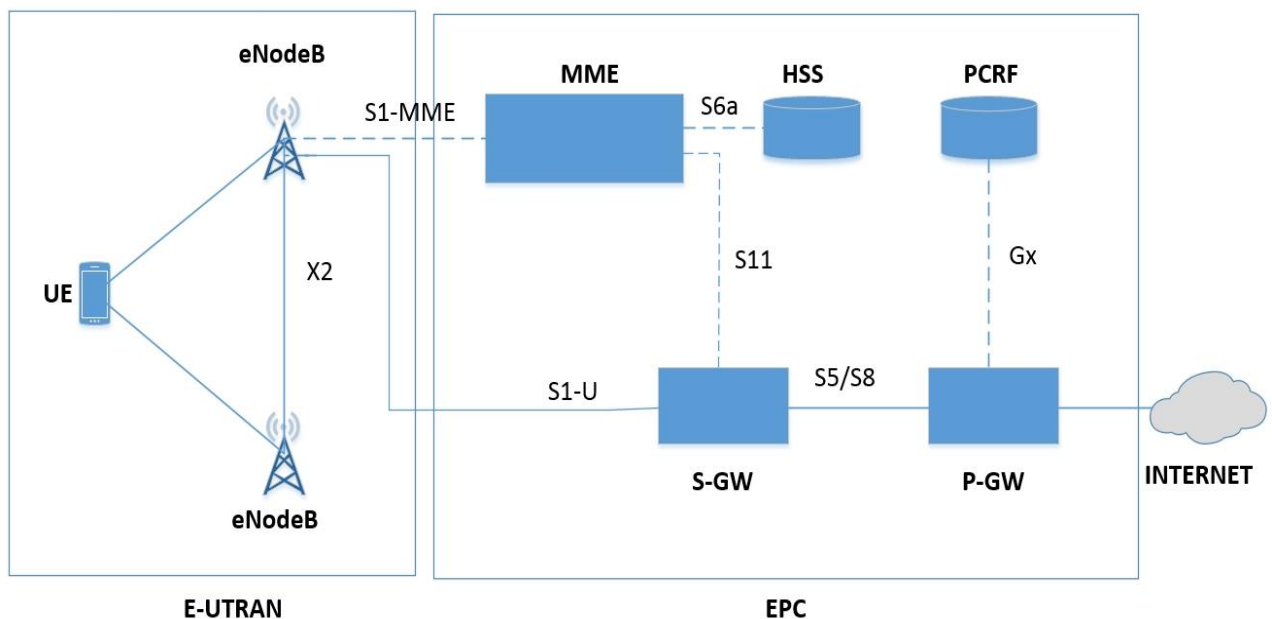 eNodeB
MME
HSS
PCRF
S1-MME
S6a
UE
X2
S11
Gx
S1-U
S5/S8
eNodeB
S-GW
P-GW
INTERNET
E-UTRAN
EPC